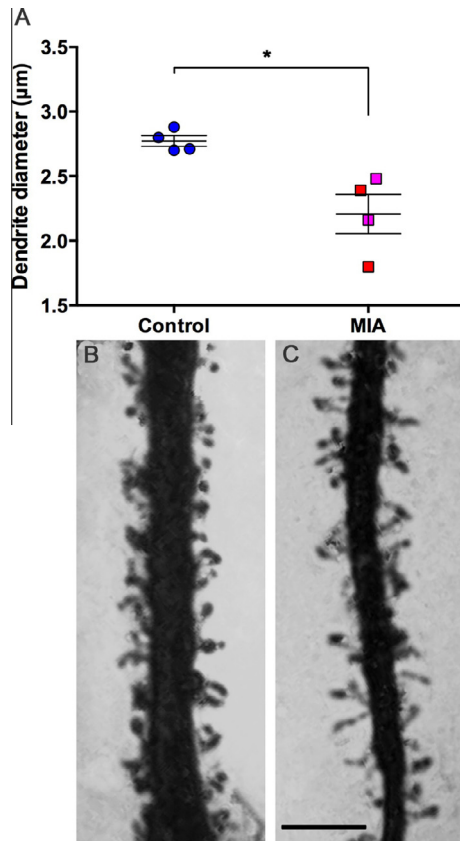 A
*
Dendrite diameter (µm)
3.5
3.0
2.5
2.0
1.5
Control
MIA
B
C